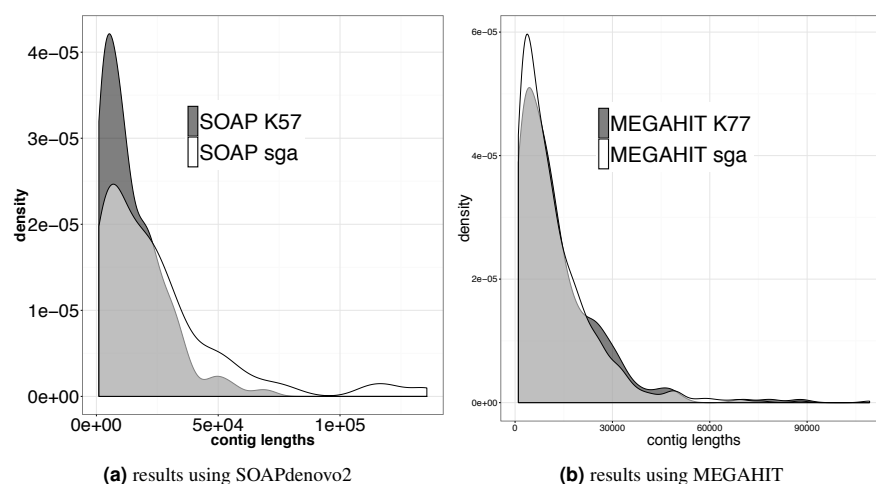 4e−05
3e−05
2e−05
1e−05
0e+00
density
SOAP K57
SOAP sga
0e+00 5e+04 1e+05
contig lengths
(a) results using SOAPdenovo2
6e−05
4e−05
2e−05
0e+00
density
MEGAHIT K77
MEGAHIT sga
0 30000 60000 90000
contig lengths
(b) results using MEGAHIT